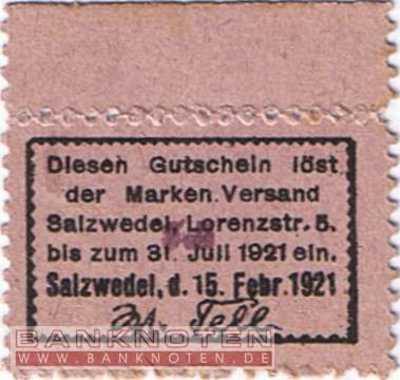 Diesen Gutschein löst
der Marken.Versand
Salzwedel, Lorenzstr. 5.
bis zum 31. Juli 1921 ein.
Salzwedel, d. 15. Febr. 1921
Tell
BANKNOTEN
WWW.BANKNOTEN.DE